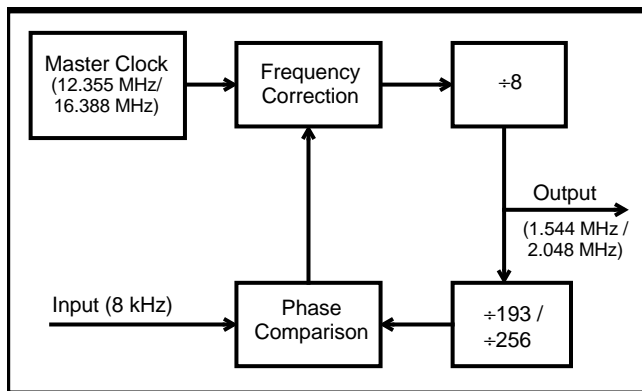 Master Clock
(12.355 MHz/
16.388 MHz)
Frequency
Correction
÷8
Output
(1.544 MHz /
2.048 MHz)
Input (8 kHz)
Phase
Comparison
÷193 /
÷256